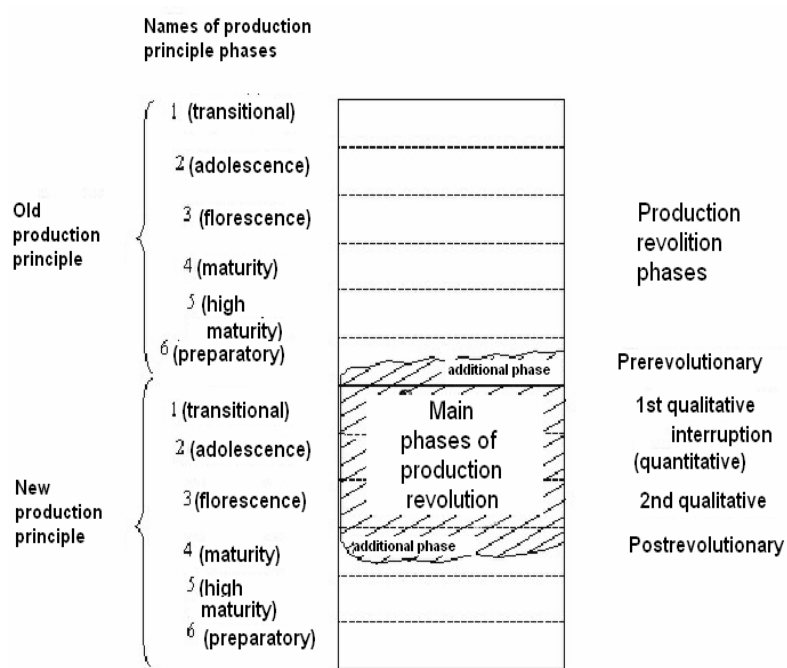 Names of production
principle phases
1 (transitional)
2 (adolescence)
3 (florescence)
4 (maturity)
5 (high
maturity)
6 (preparatory)
Old
production
principle
1 (transitional)
2 (adolescence)
3 (florescence)
4 (maturity)
5 (high
maturity)
6 (preparatory)
New
production
principle
additional phase
Main
phases of
production
revolution
additional phase
Production
revolition
phases
Prerevolutionary
1st qualitative
interruption
(quantitative)
2nd qualitative
Postrevolutionary